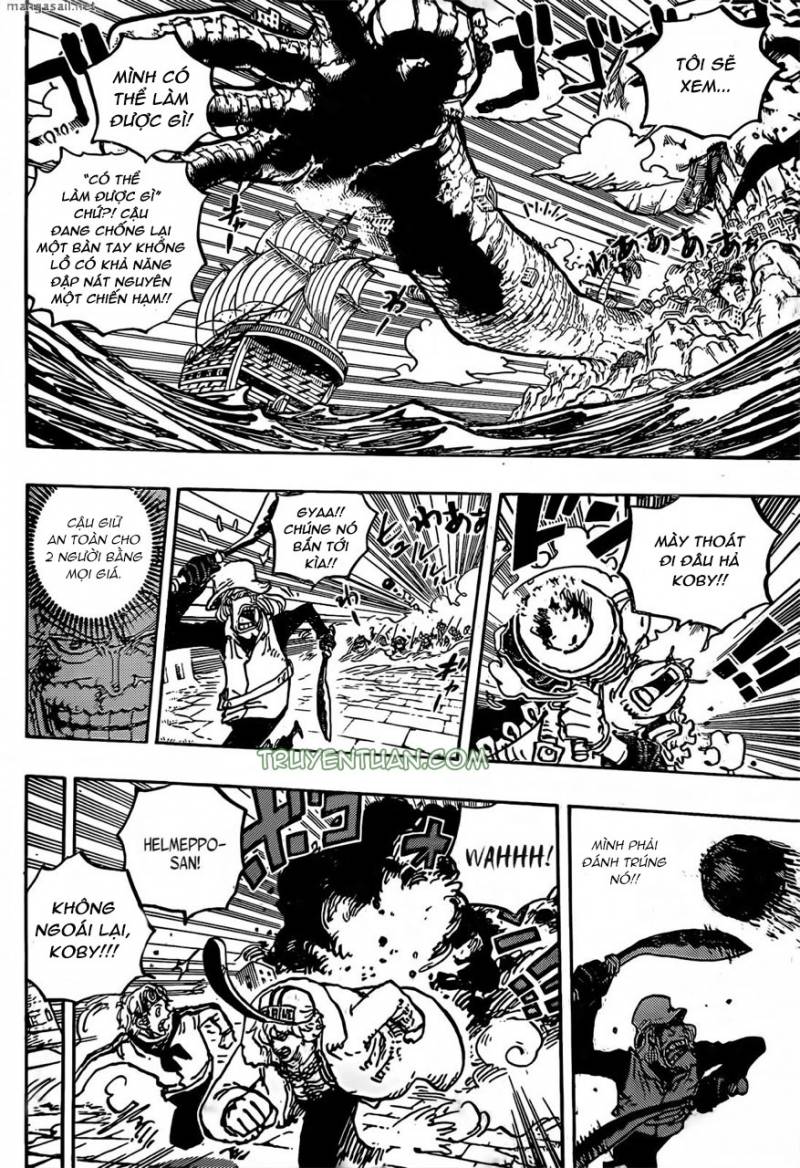 mangasail.net
TÔI SẼ
XEM...
MÌNH CÓ
THỂ LÀM
ĐƯỢC GÌ!
“CÓ THỂ
LÀM ĐƯỢC GÌ”
CHỨ?! CẬU
ĐANG CHỐNG LẠI
MỘT BÀN TAY KHỔNG
LỒ CÓ KHẢ NĂNG
ĐẬP NÁT NGUYÊN
MỘT CHIẾN HẠM!!
MÀY THOÁT
ĐI ĐÂU HẢ
KOBY!!
GYAA!!
CHÚNG NÓ
BẮN TỚI
KÌA!!
CẬU GIỮ
AN TOÀN CHO
2 NGƯỜI BẰNG
MỌI GIÁ.
TRUYENTUAN.COM
MÌNH PHẢI
ĐÁNH TRÚNG
NÓ!!
WAHHH!
HELMEPPO-
SAN!
KHÔNG
NGOÁI LẠI,
KOBY!!!